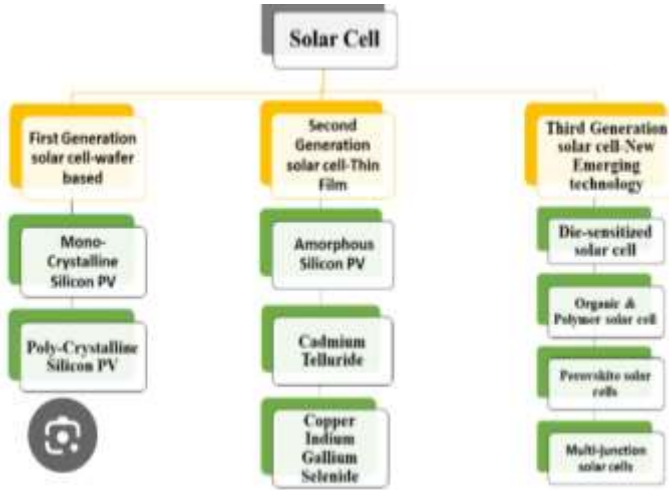 Solar Cell
First Generation
solar cell-wafer
based
Mono-
Crystalline
Silicon PV
Poly-Crystalline
Silicon PV
Second
Generation
solar cell-Thin
Film
Amorphous
Silicon PV
Cadmium
Telluride
Copper
Indium
Gallium
Selenide
Third Generation
solar cell-New
Emerging
technology
Die-sensitized
solar cell
Organic &
Polymer solar cell
Perovskite solar
cells
Multi-junction
solar cells